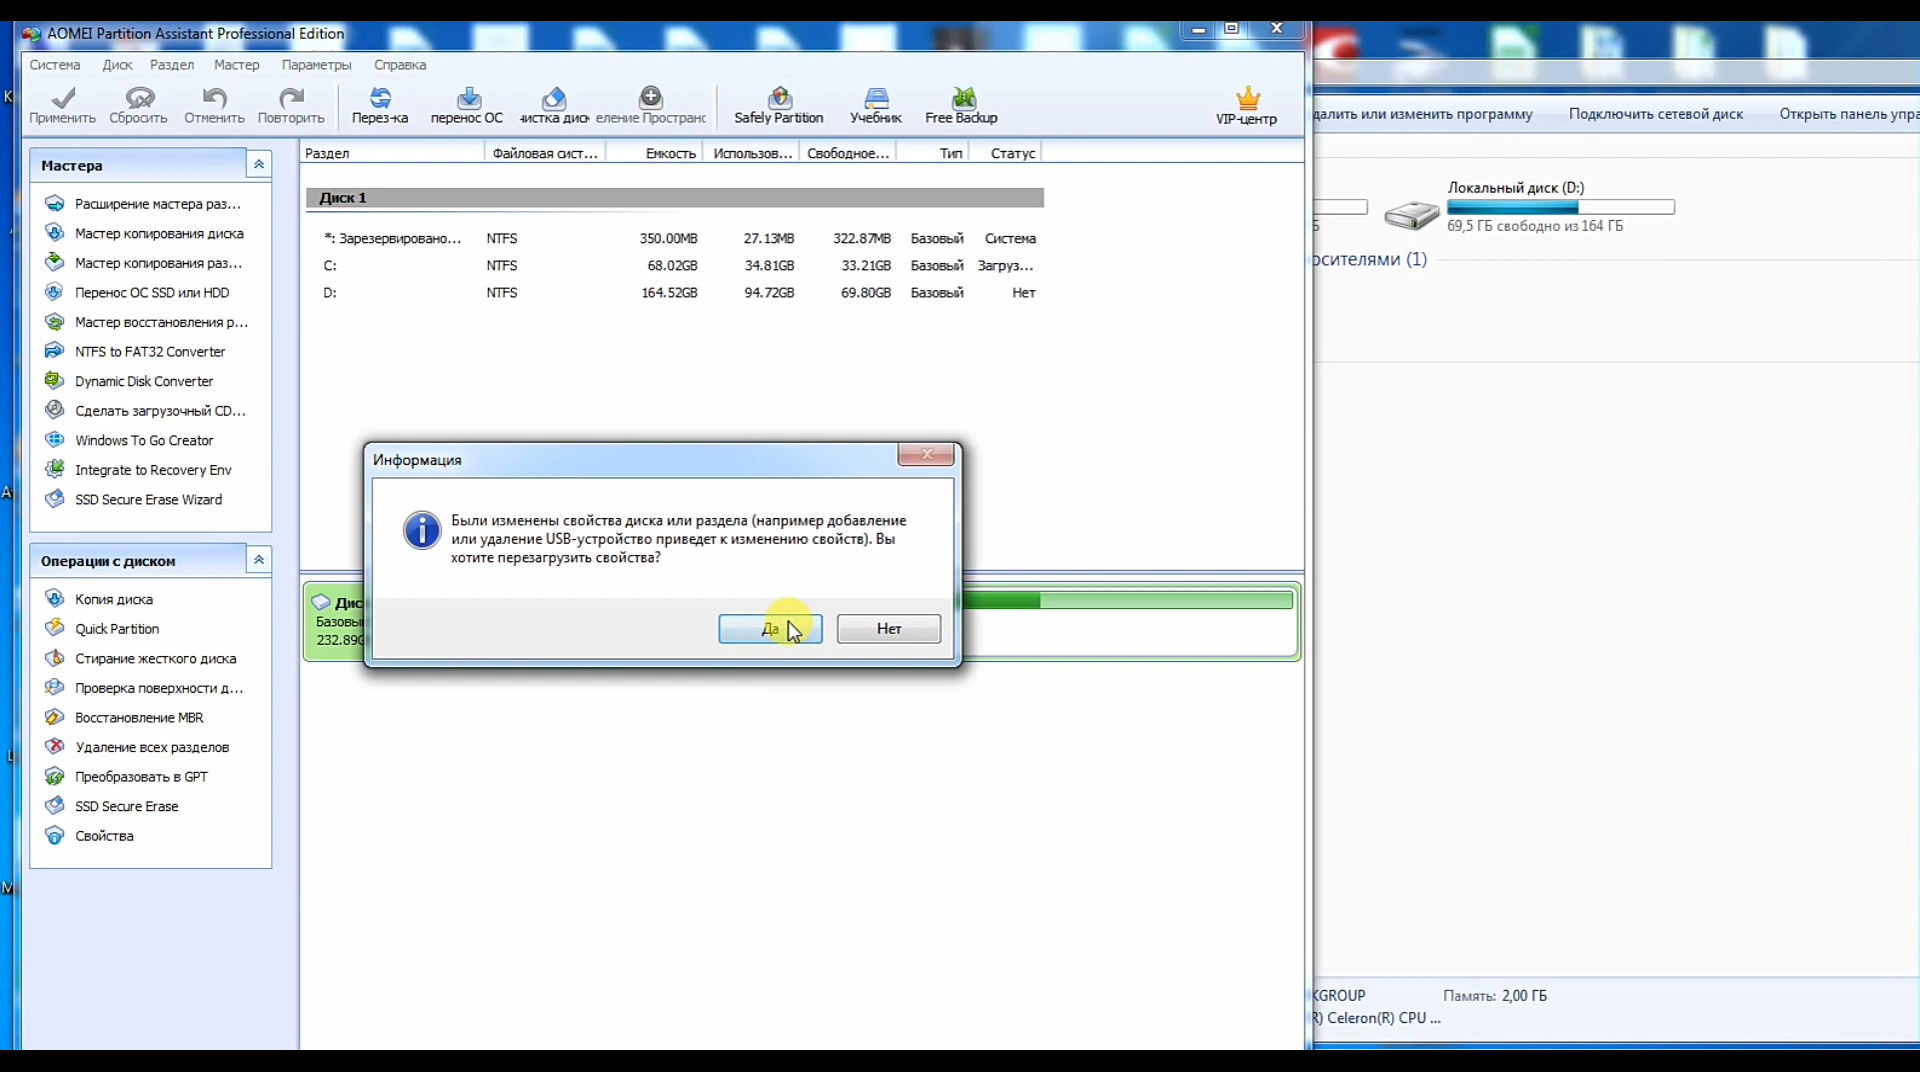 AOMEI Partition Assistant Professional Edition
Система Диск Раздел Мастер Параметры Справка
Применить Сбросить Отменить Повторить Перез-ка перенос ОС чистка диск еление Пространс Safely Partition Учебник Free Backup VIP-центр
далить или изменить программу Подключить сетевой диск Открыть панель упра
Мастера
Расширение мастера раз...
Мастер копирования диска
Мастер копирования раз...
Перенос ОС SSD или HDD
Мастер восстановления р...
NTFS to FAT32 Converter
Dynamic Disk Converter
Сделать загрузочный CD...
Windows To Go Creator
Integrate to Recovery Env
SSD Secure Erase Wizard
Операции с диском
Копия диска
Quick Partition
Стирание жесткого диска
Проверка поверхности д...
Восстановление MBR
Удаление всех разделов
Преобразовать в GPT
SSD Secure Erase
Свойства
Раздел Файловая сист... Емкость Использов... Свободное... Тип Статус
Диск 1
*: Зарезервировано... NTFS 350.00MB 27.13MB 322.87MB Базовый Система
C: NTFS 68.02GB 34.81GB 33.21GB Базовый Загруз...
D: NTFS 164.52GB 94.72GB 69.80GB Базовый Нет
Информация
Были изменены свойства диска или раздела (например добавление
или удаление USB-устройство приведет к изменению свойств). Вы
хотите перезагрузить свойства?
Да Нет
Дис
Базовы
232.89G
Локальный диск (D:)
69,5 ГБ свободно из 164 ГБ
осителями (1)
KGROUP Память: 2,00 ГБ
R) Celeron(R) CPU ...